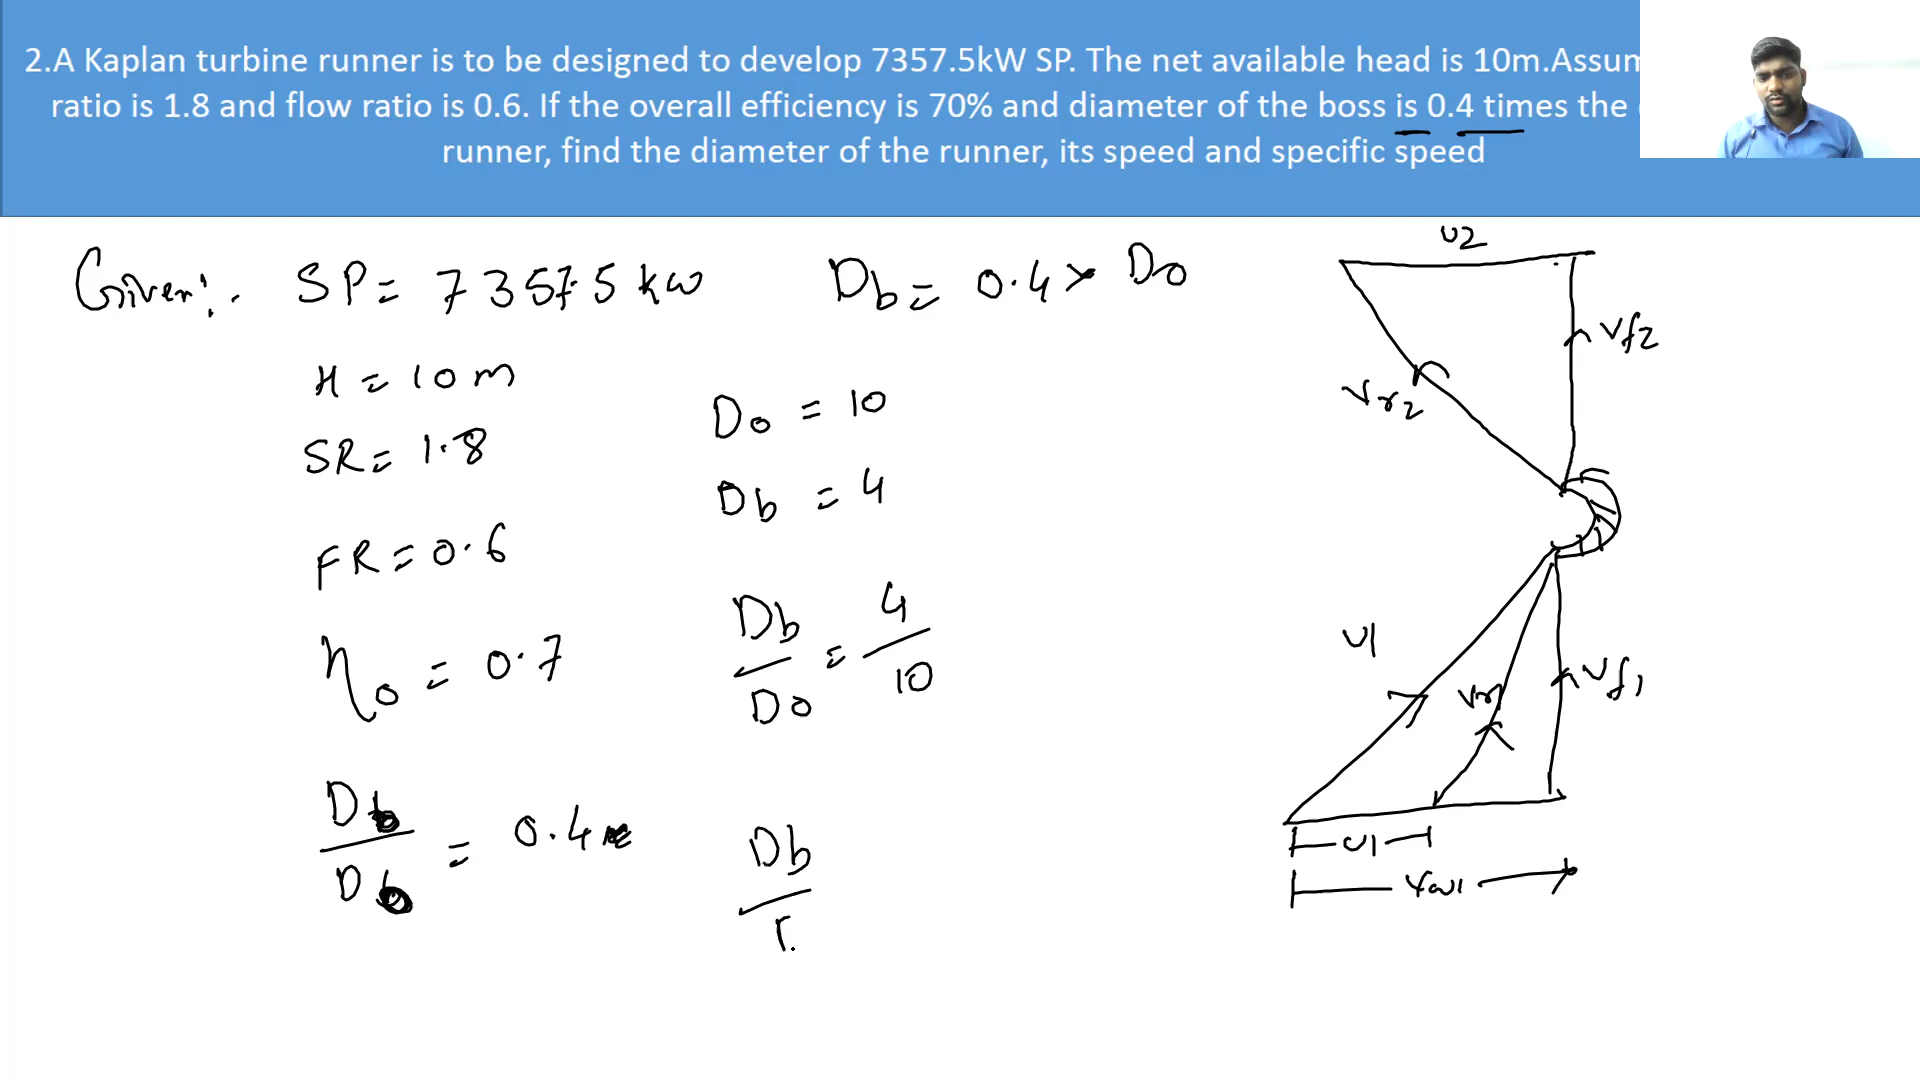 2.A Kaplan turbine runner is to be designed to develop 7357.5kW SP. The net available head is 10m.Assum
ratio is 1.8 and flow ratio is 0.6. If the overall efficiency is 70% and diameter of the boss is 0.4 times the
runner, find the diameter of the runner, its speed and specific speed
Given:. SP= 7357.5 kw
Db= 0.4× Do
H = 10 m
SR= 1.8
FR= 0.6
ηo = 0.7
Db/Do = 0.4
Do = 10
Db = 4
Db/Do = 4/10
Db
U2
Vf2
Vr2
V1
Vr1
Vf1
U1
Vw1